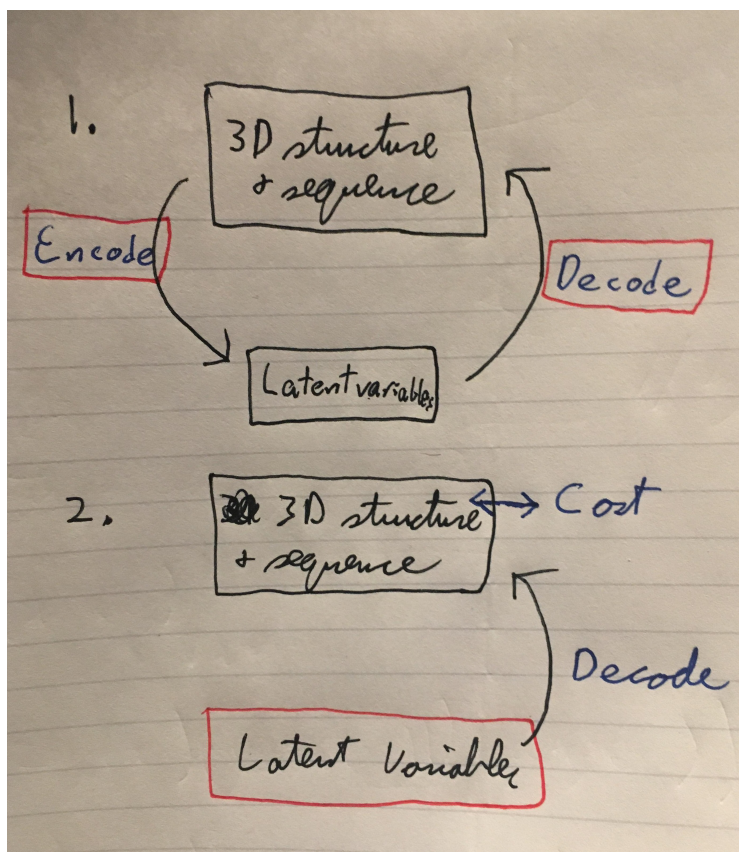 1.
3D structure
+ sequence
Encode
Decode
Latent variables
2.
3D structure
Cost
+ sequence
Decode
Latent Variables